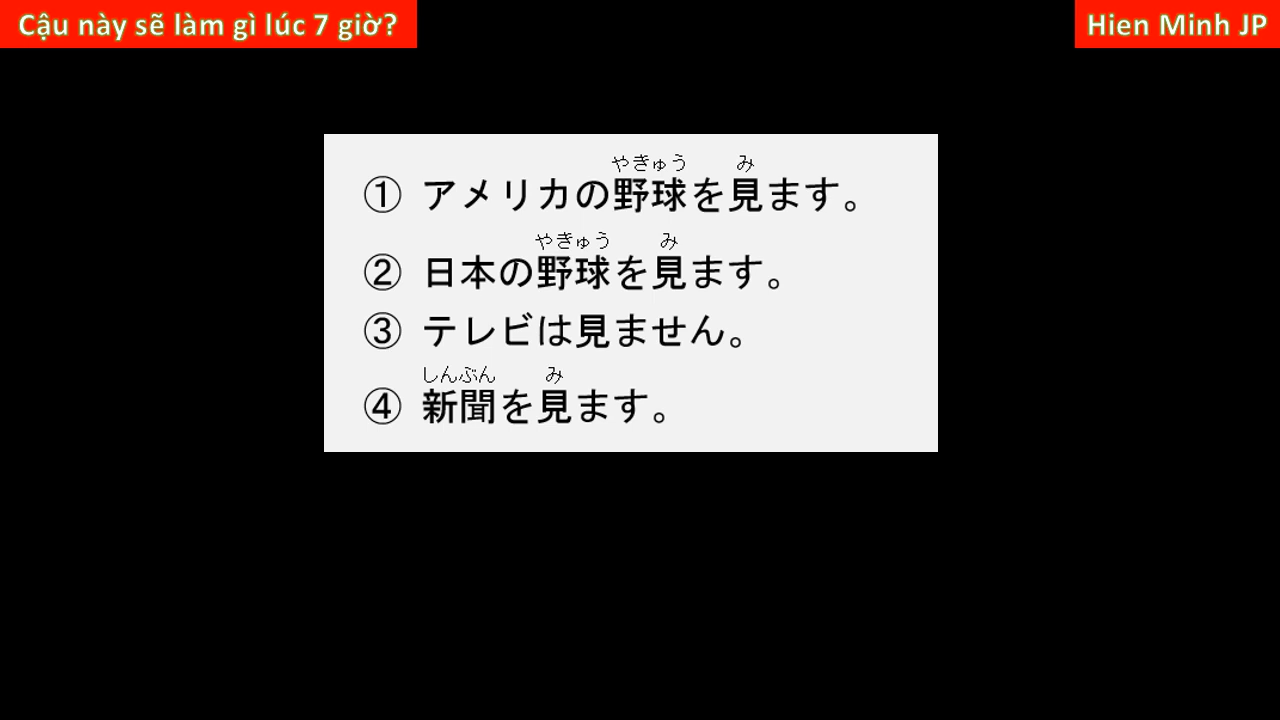 Cậu này sẽ làm gì lúc 7 giờ?
Hien Minh JP
やきゅう み
① アメリカの野球を見ます。
やきゅう み
② 日本の野球を見ます。
③ テレビは見ません。
しんぶん み
④ 新聞を見ます。